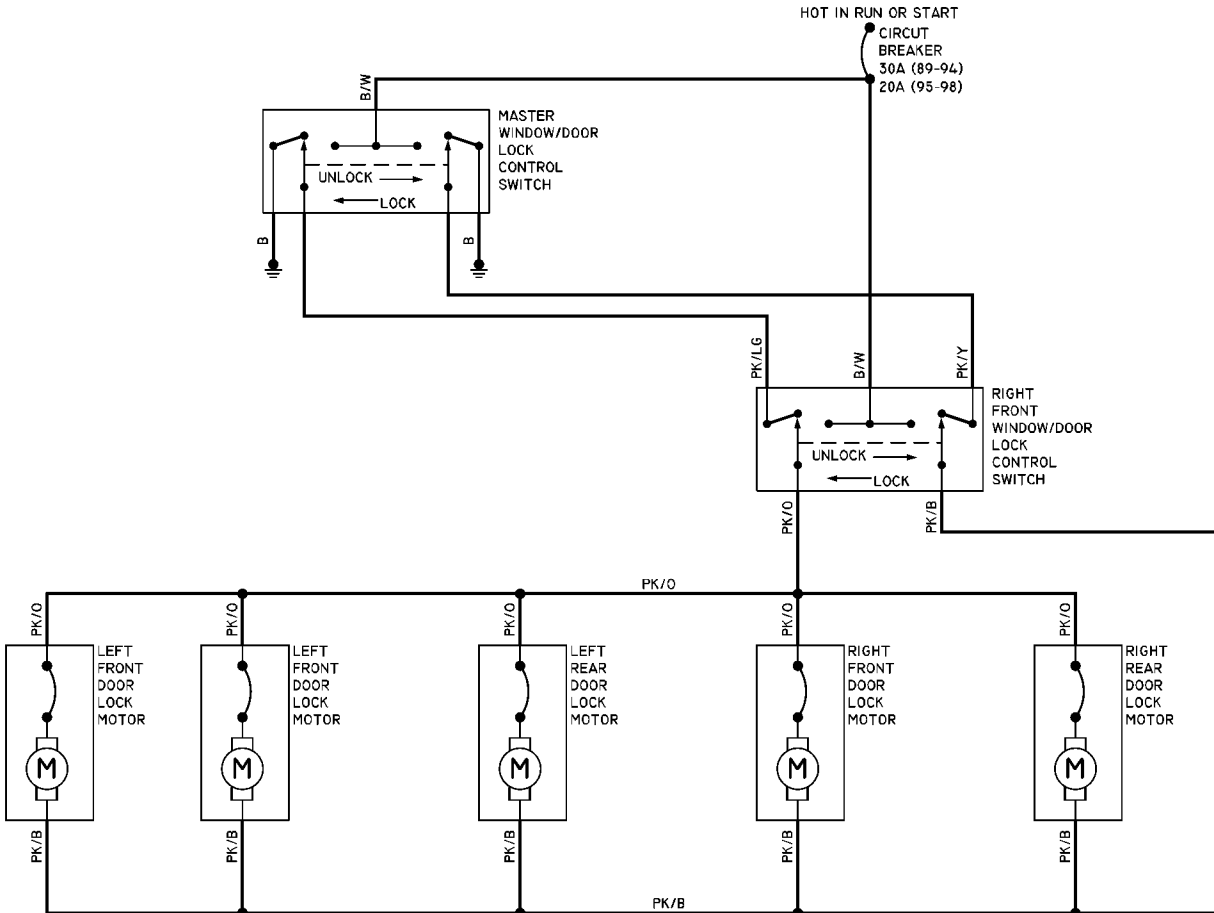 HOT IN RUN OR START
CIRCUT
BREAKER
30A (89-94)
20A (95-98)
B/W
MASTER
WINDOW/DOOR
LOCK
CONTROL
SWITCH
UNLOCK
LOCK
B
B
PK/LG
B/W
PK/Y
RIGHT
FRONT
WINDOW/DOOR
LOCK
CONTROL
SWITCH
UNLOCK
LOCK
PK/O
PK/B
PK/O
PK/O
PK/O
PK/O
PK/O
PK/O
LEFT
FRONT
DOOR
LOCK
MOTOR
M
LEFT
FRONT
DOOR
LOCK
MOTOR
M
LEFT
REAR
DOOR
LOCK
MOTOR
M
RIGHT
FRONT
DOOR
LOCK
MOTOR
M
RIGHT
REAR
DOOR
LOCK
MOTOR
M
PK/B
PK/B
PK/B
PK/B
PK/B
PK/B